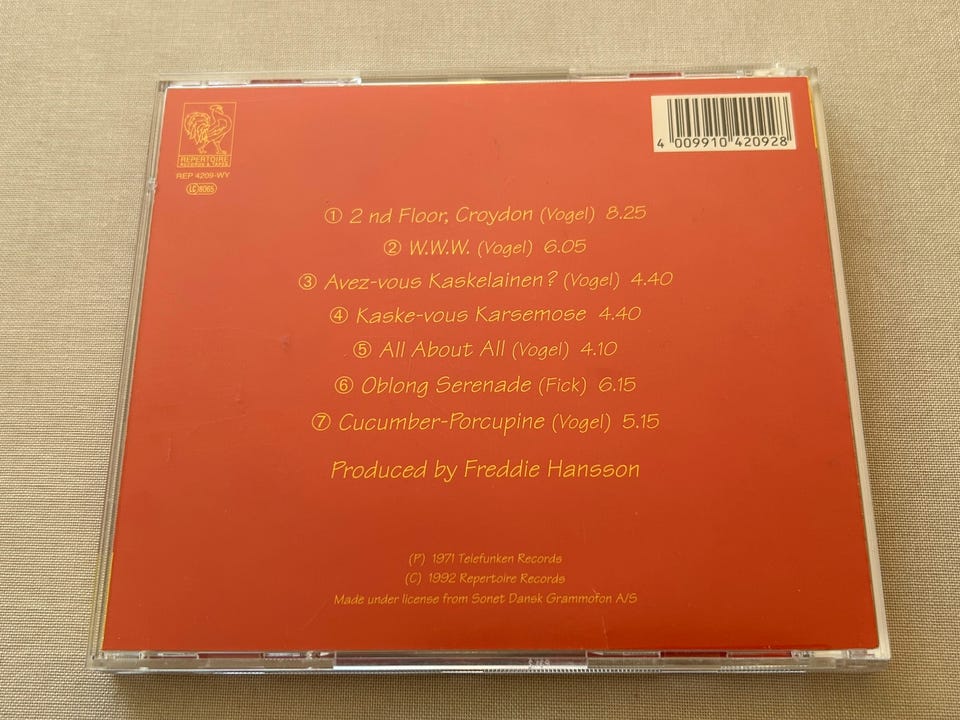 REPERTOIRE
RECORDS & TAPES
REP 4209-WY
LC 8065
4 009910 420928
① 2 nd Floor, Croydon (Vogel) 8.25
② W.W.W. (Vogel) 6.05
③ Avez-vous Kaskelainen? (Vogel) 4.40
④ Kaske-vous Karsemose 4.40
⑤ All About All (Vogel) 4.10
⑥ Oblong Serenade (Fick) 6.15
⑦ Cucumber-Porcupine (Vogel) 5.15
Produced by Freddie Hansson
(P) 1971 Telefunken Records
(C) 1992 Repertoire Records
Made under license from Sonet Dansk Grammofon A/S